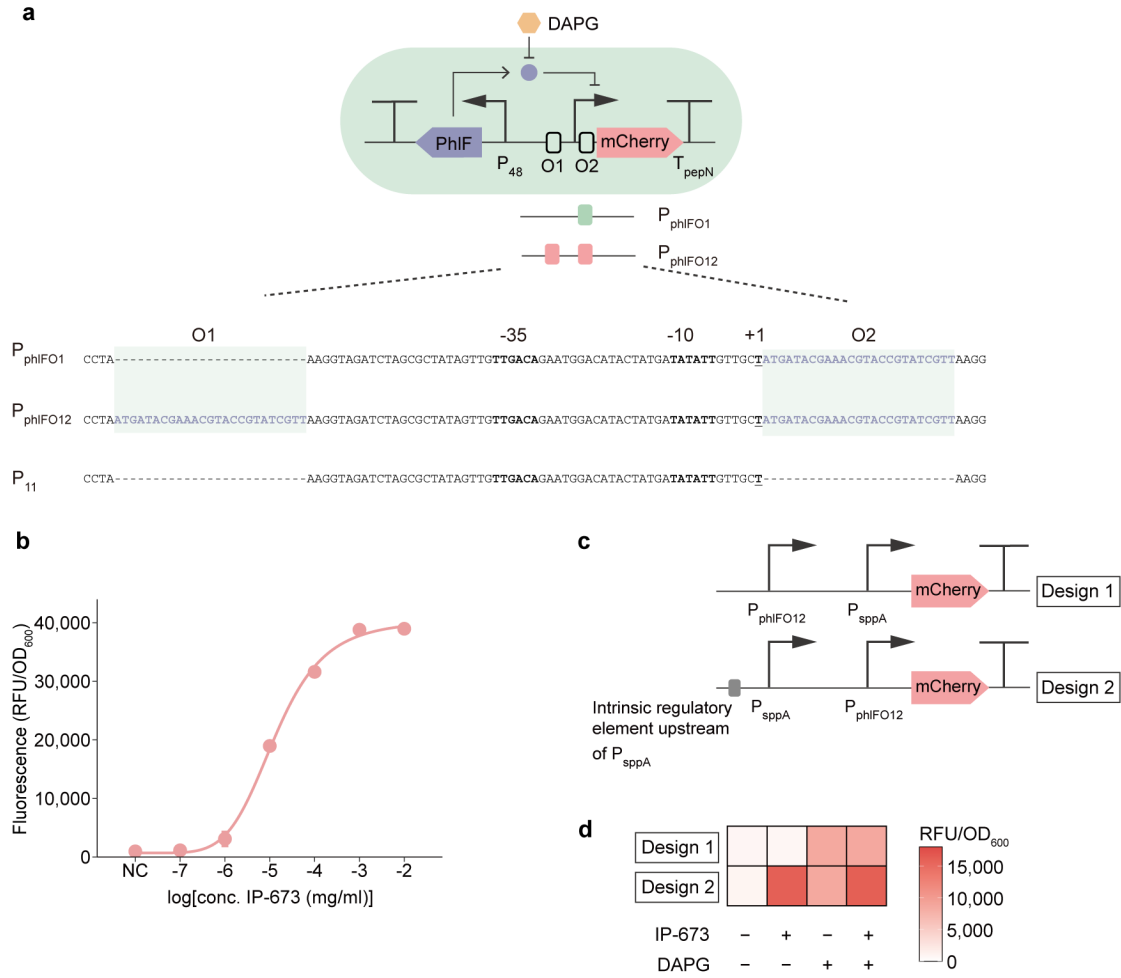 a
DAPG
PhlF
mCherry
P48
O1
O2
TpepN
PphlFO1
PphlFO12
O1
-35
-10
+1
O2
PphlFO1
CCTA--------------------------AAGGTAGATCTAGCGCTATAGTTGTTGACAGAATGGACATACTATGATATATTGTTGCTATGATACGAAACGTACCGTATCGTTAAGG
PphlFO12
CCTAATGATACGAAACGTACCGTATCGTTAAGGTAGATCTAGCGCTATAGTTGTTGACAGAATGGACATACTATGATATATTGTTGCTATGATACGAAACGTACCGTATCGTTAAGG
P11
CCTA--------------------------AAGGTAGATCTAGCGCTATAGTTGTTGACAGAATGGACATACTATGATATATTGTTGCT--------------------------AAGG
b
Fluorescence (RFU/OD600)
40,000
30,000
20,000
10,000
0
NC
-7
-6
-5
-4
-3
-2
log[conc. IP-673 (mg/ml)]
c
mCherry
Design 1
PphlFO12
PsppA
mCherry
Design 2
PsppA
PphlFO12
Intrinsic regulatory
element upstream
of PsppA
d
Design 1
Design 2
RFU/OD600
15,000
10,000
5,000
0
IP-673 − + − +
DAPG − − + +